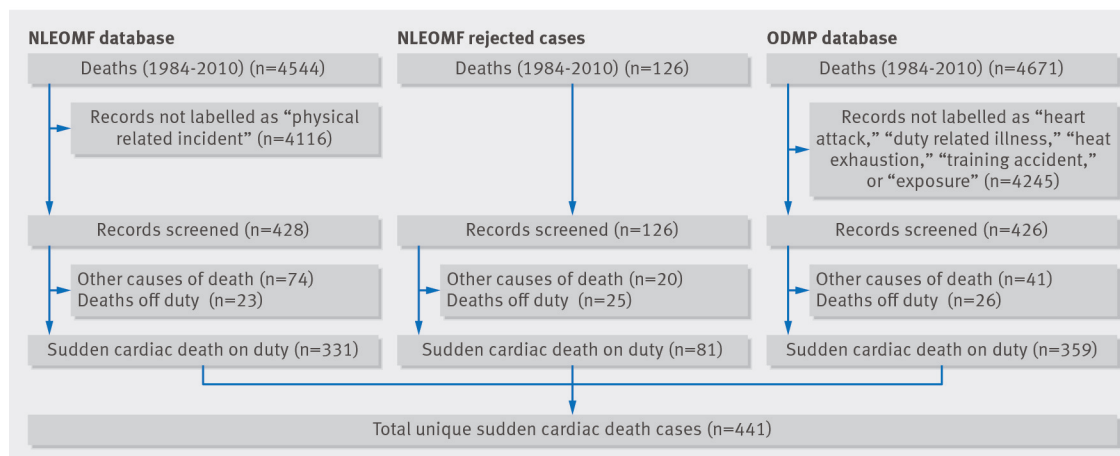 NLEOMF database
Deaths (1984-2010) (n=4544)
Records not labelled as “physical
related incident” (n=4116)
Records screened (n=428)
Other causes of death (n=74)
Deaths off duty (n=23)
Sudden cardiac death on duty (n=331)
NLEOMF rejected cases
Deaths (1984-2010) (n=126)
Records screened (n=126)
Other causes of death (n=20)
Deaths off duty (n=25)
Sudden cardiac death on duty (n=81)
ODMP database
Deaths (1984-2010) (n=4671)
Records not labelled as “heart
attack,” “duty related illness,” “heat
exhaustion,” “training accident,”
or “exposure” (n=4245)
Records screened (n=426)
Other causes of death (n=41)
Deaths off duty (n=26)
Sudden cardiac death on duty (n=359)
Total unique sudden cardiac death cases (n=441)